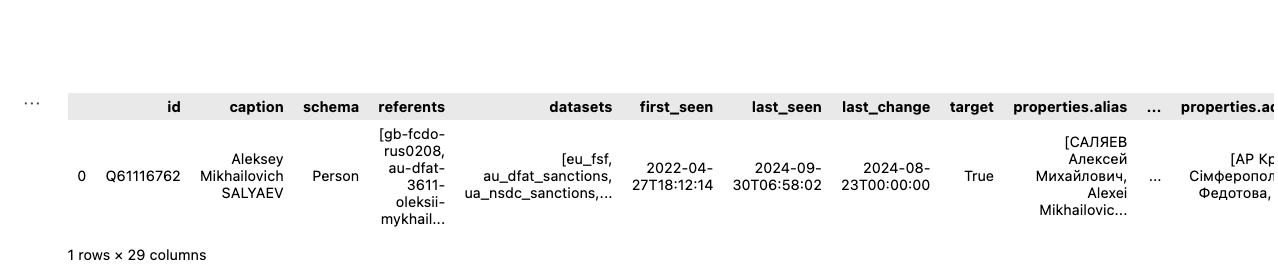 ...
id caption schema referents datasets first_seen last_seen last_change target properties.alias ... properties.ac
[gb-fcdo-
rus0208,
au-dfat-
3611-
oleksii-
mykhail...
Aleksey
Mikhailovich
SALYAEV
[eu_fsf,
au_dfat_sanctions,
ua_nsdc_sanctions,...
2022-04-
27T18:12:14
2024-09-
30T06:58:02
2024-08-
23T00:00:00
[САЛЯЕВ
Алексей
Михайлович,
Alexei
Mikhailovic...
[АР Кр
Сімферопол
Федотова,
0 Q61116762 Person True ...
1 rows × 29 columns